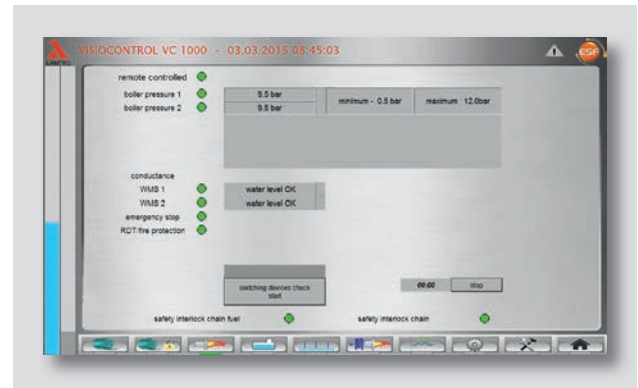 VISIOCONTROL VC 1000 - 03.03.2015 08:45:03
LAMTEC
ESF
remote controlled
boiler pressure 1 9.5 bar
boiler pressure 2 9.8 bar
minimum - 0.5 bar maximum 12.0bar
conductance
WMS 1 water level OK
WMS 2 water level OK
emergency stop
RDT/fire protection
switching devices check
start
00:00 stop
safety interlock chain fuel safety interlock chain